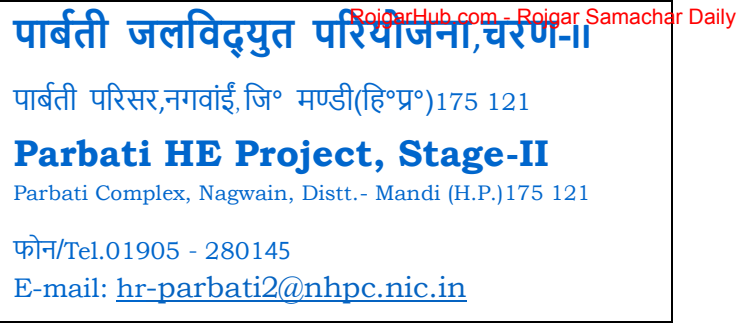 RojgarHub.com - Rojgar Samachar Daily
पार्बती जलविद्युत परियोजना,चरण-II
पार्बती परिसर,नगवांईं,जि॰ मण्डी(हि॰प्र॰)175 121
Parbati HE Project, Stage-II
Parbati Complex, Nagwain, Distt.- Mandi (H.P.)175 121
फोन/Tel.01905 - 280145
E-mail: hr-parbati2@nhpc.nic.in